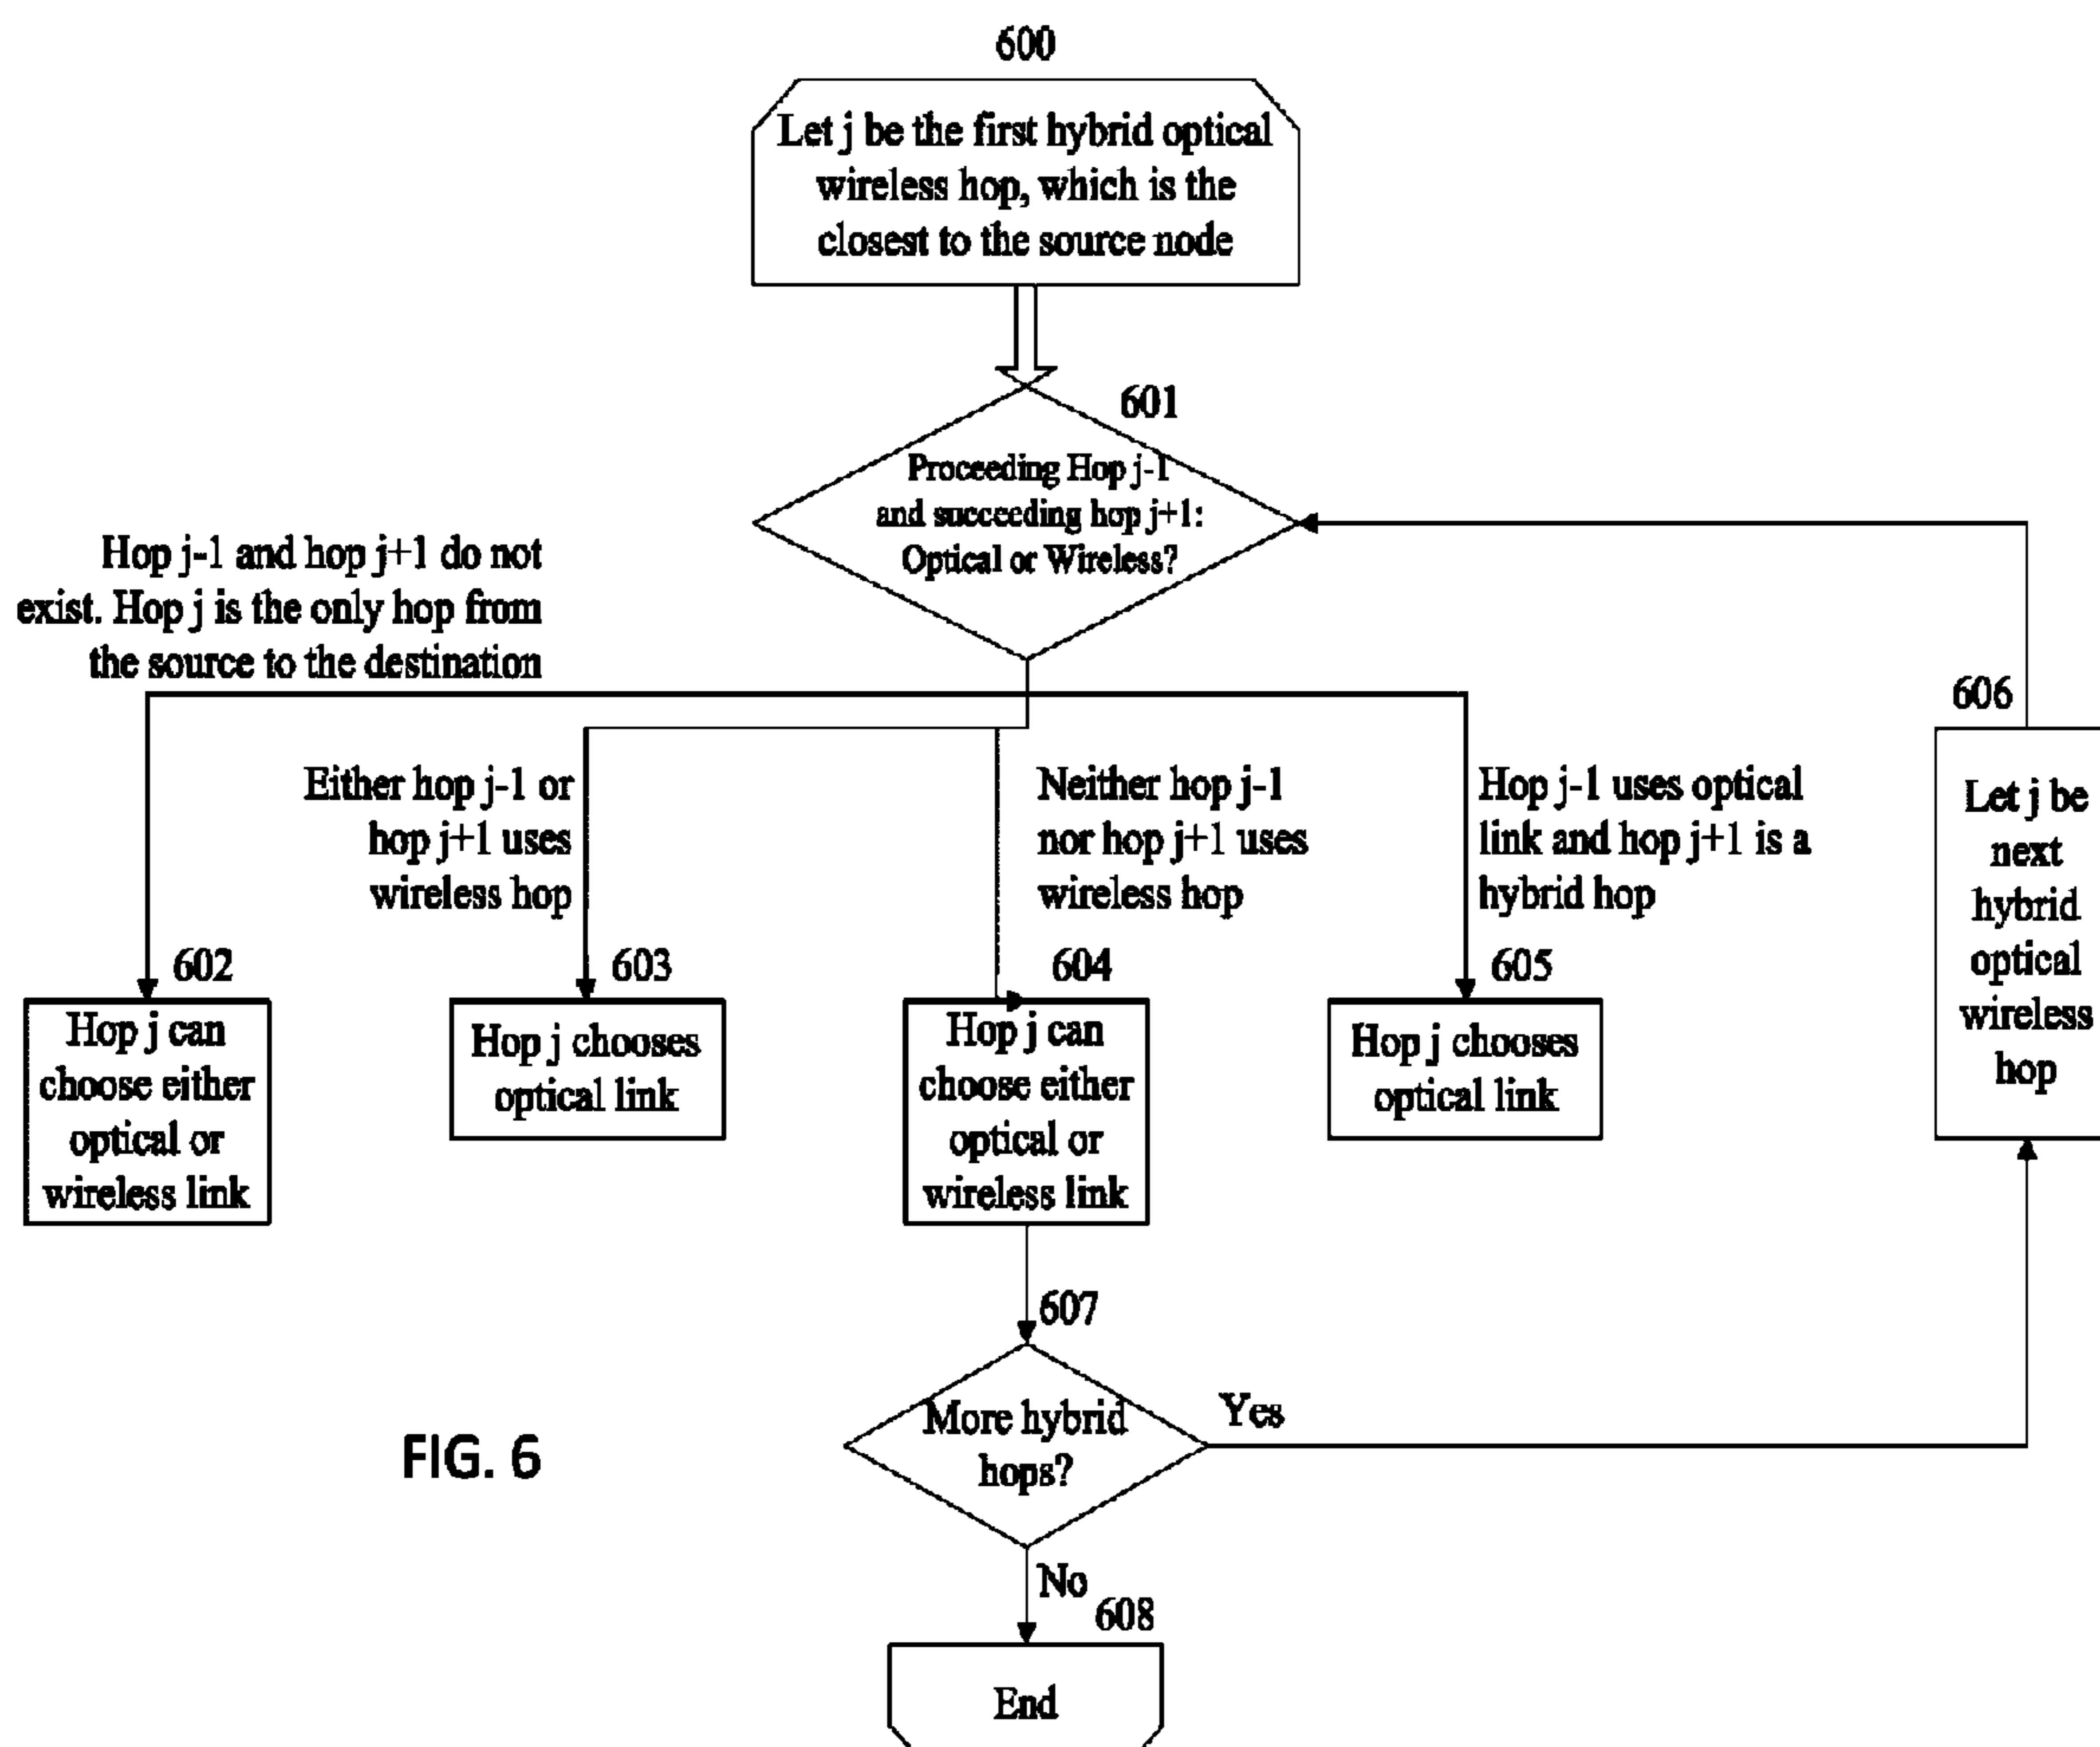 600
Let j be the first hybrid optical
wireless hop, which is the
closest to the source node
601
Proceeding Hop j-1
and succeeding hop j+1:
Optical or Wireless?
Hop j-1 and hop j+1 do not
exist. Hop j is the only hop from
the source to the destination
Either hop j-1 or
hop j+1 uses
wireless hop
Neither hop j-1
nor hop j+1 uses
wireless hop
Hop j-1 uses optical
link and hop j+1 is a
hybrid hop
606
Let j be
next
hybrid
optical
wireless
hop
602
Hop j can
choose either
optical or
wireless link
603
Hop j chooses
optical link
604
Hop j can
choose either
optical or
wireless link
605
Hop j chooses
optical link
607
More hybrid
hops?
Yes
No
608
End
FIG. 6